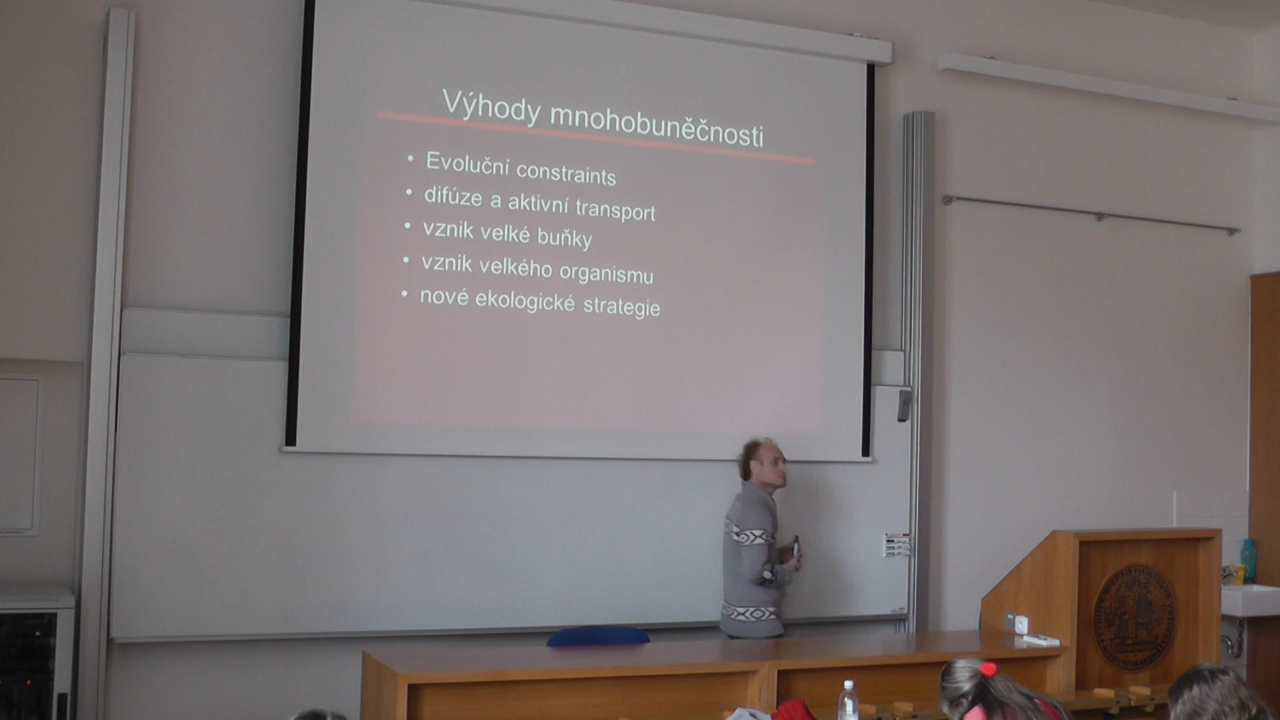 Výhody mnohobuněčnosti
• Evoluční constraints
• difúze a aktivní transport
• vznik velké buňky
• vznik velkého organismu
• nové ekologické strategie